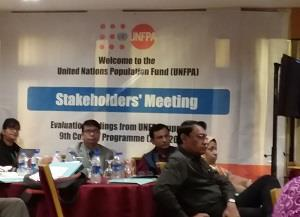 UNFPA
Welcome to the
United Nations Population Fund (UNFPA)
Stakeholders' Meeting
Evaluation
ings from UNF
9th Co
Programme